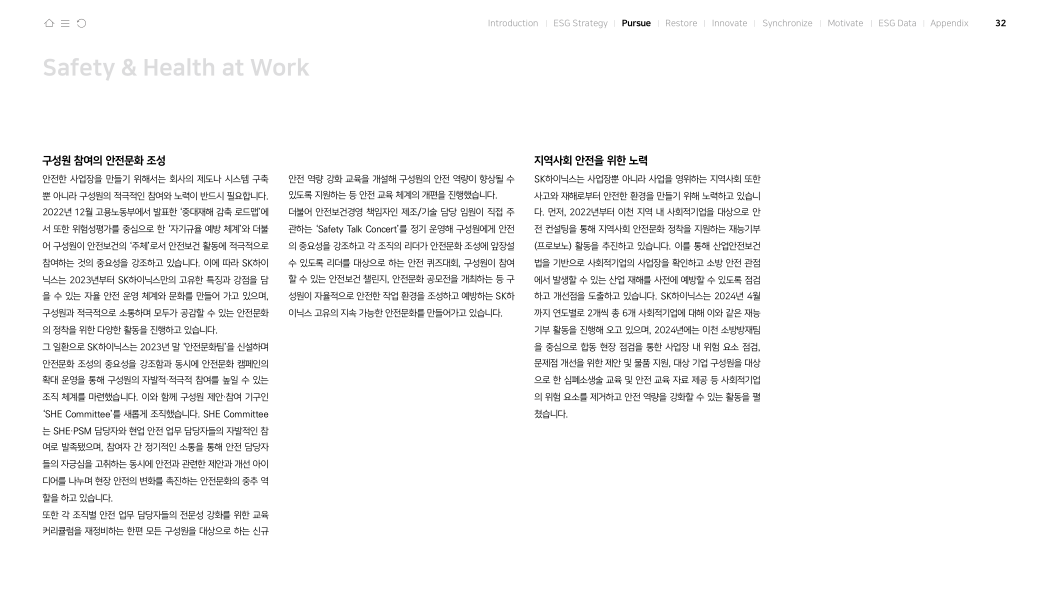 Introduction | ESG Strategy | Pursue | Restore | Innovate | Synchronize | Motivate | ESG Data | Appendix 32
Safety & Health at Work
구성원 참여의 안전문화 조성
안전한 사업장을 만들기 위해서는 회사의 제도나 시스템 구축
뿐 아니라 구성원의 적극적인 참여와 노력이 반드시 필요합니다.
2022년 12월 고용노동부에서 발표한 '중대재해 감축 로드맵'에
서 또한 위험성평가를 중심으로 한 '자기규율 예방 체계'와 더불
어 구성원이 안전보건의 '주체'로서 안전보건 활동에 적극적으로
참여하는 것의 중요성을 강조하고 있습니다. 이에 따라 SK하이
닉스는 2023년부터 SK하이닉스만의 고유한 특징과 강점을 담
을 수 있는 자율 안전 운영 체계와 문화를 만들어 가고 있으며,
구성원과 적극적으로 소통하며 모두가 공감할 수 있는 안전문화
의 정착을 위한 다양한 활동을 진행하고 있습니다.
그 일환으로 SK하이닉스는 2023년 말 '안전문화팀'을 신설하며
안전문화 조성의 중요성을 강조함과 동시에 안전문화 캠페인의
확대 운영을 통해 구성원의 자발적·적극적 참여를 높일 수 있는
조직 체계를 마련했습니다. 이와 함께 구성원 제안·참여 기구인
'SHE Committee'를 새롭게 조직했습니다. SHE Committee
는 SHE·PSM 담당자와 현업 안전 업무 담당자들의 자발적인 참
여로 발족됐으며, 참여자 간 정기적인 소통을 통해 안전 담당자
들의 자긍심을 고취하는 동시에 안전과 관련한 제안과 개선 아이
디어를 나누며 현장 안전의 변화를 촉진하는 안전문화의 중추 역
할을 하고 있습니다.
또한 각 조직별 안전 업무 담당자들의 전문성 강화를 위한 교육
커리큘럼을 재정비하는 한편 모든 구성원을 대상으로 하는 신규
안전 역량 강화 교육을 개설해 구성원의 안전 역량이 향상될 수
있도록 지원하는 등 안전 교육 체계의 개편을 진행했습니다.
더불어 안전보건경영 책임자인 제조/기술 담당 임원이 직접 주
관하는 'Safety Talk Concert'를 정기 운영해 구성원에게 안전
의 중요성을 강조하고 각 조직의 리더가 안전문화 조성에 앞장설
수 있도록 리더를 대상으로 하는 안전 퀴즈대회, 구성원이 참여
할 수 있는 안전보건 챌린지, 안전문화 공모전을 개최하는 등 구
성원이 자율적으로 안전한 작업 환경을 조성하고 예방하는 SK하
이닉스 고유의 지속 가능한 안전문화를 만들어가고 있습니다.
지역사회 안전을 위한 노력
SK하이닉스는 사업장뿐 아니라 사업을 영위하는 지역사회 또한
사고와 재해로부터 안전한 환경을 만들기 위해 노력하고 있습니
다. 먼저, 2022년부터 이천 지역 내 사회적기업을 대상으로 안
전 컨설팅을 통해 지역사회 안전문화 정착을 지원하는 재능기부
(프로보노) 활동을 추진하고 있습니다. 이를 통해 산업안전보건
법을 기반으로 사회적기업의 사업장을 확인하고 소방 안전 관점
에서 발생할 수 있는 산업 재해를 사전에 예방할 수 있도록 점검
하고 개선점을 도출하고 있습니다. SK하이닉스는 2024년 4월
까지 연도별로 2개씩 총 6개 사회적기업에 대해 이와 같은 재능
기부 활동을 진행해 오고 있으며, 2024년에는 이천 소방방재팀
을 중심으로 합동 현장 점검을 통한 사업장 내 위험 요소 점검,
문제점 개선을 위한 제안 및 물품 지원, 대상 기업 구성원을 대상
으로 한 심폐소생술 교육 및 안전 교육 자료 제공 등 사회적기업
의 위험 요소를 제거하고 안전 역량을 강화할 수 있는 활동을 펼
쳤습니다.